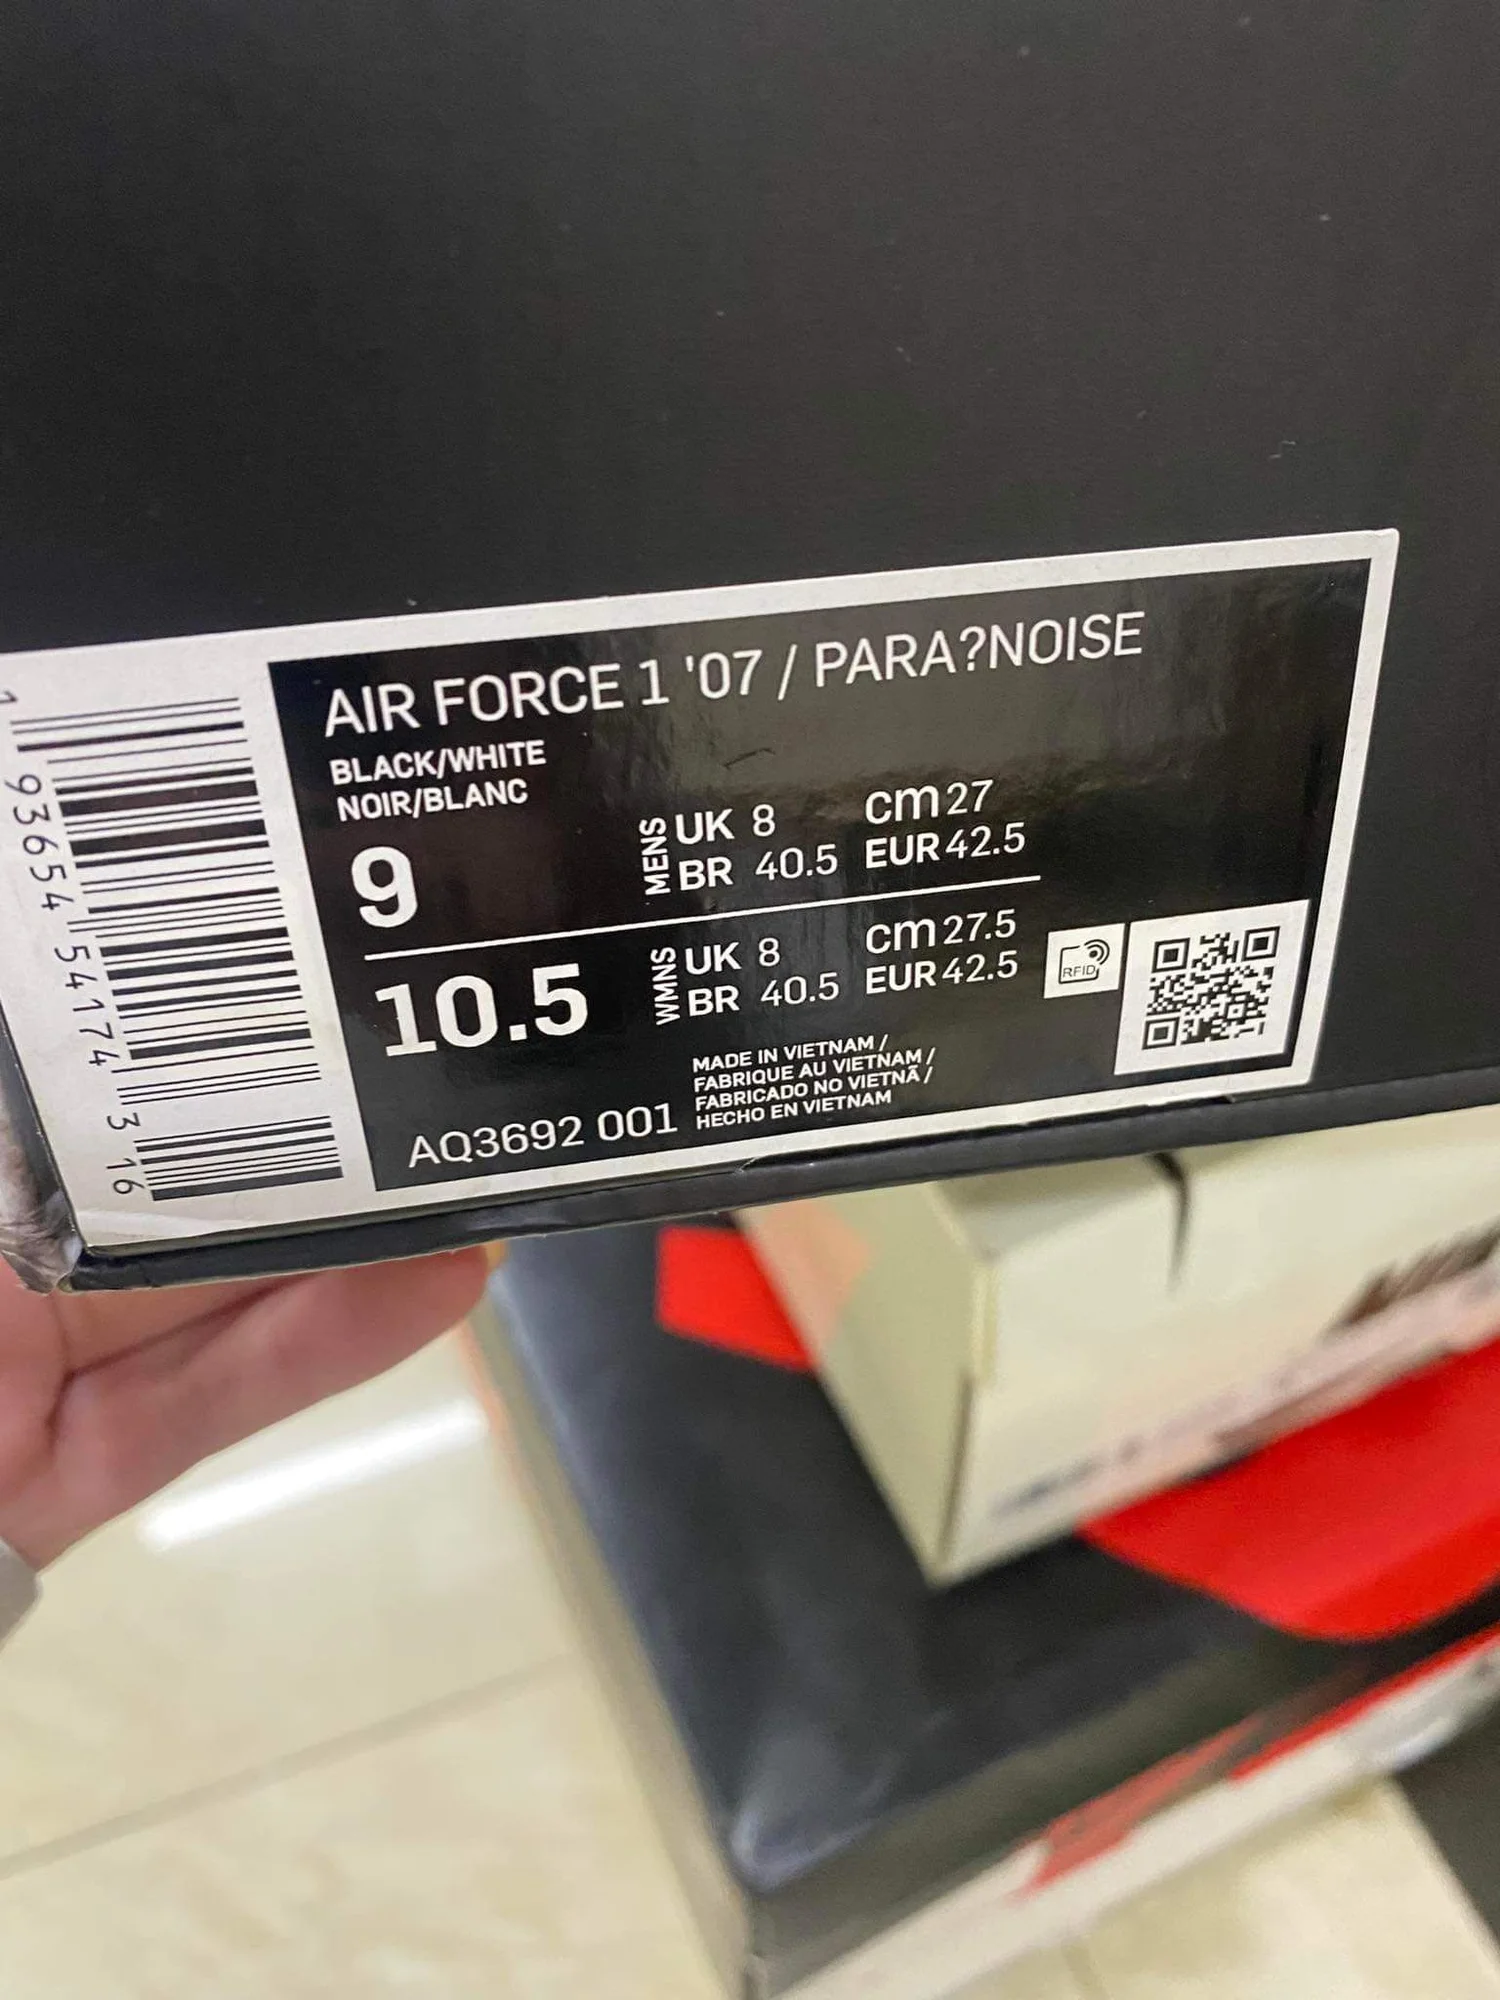 AIR FORCE 1 '07 / PARA?NOISE
BLACK/WHITE
NOIR/BLANC
9
MENS
UK 8
cm 27
BR 40.5
EUR 42.5
10.5
WMNS
UK 8
cm 27.5
BR 40.5
EUR 42.5
RFID
MADE IN VIETNAM /
FABRIQUE AU VIETNAM /
FABRICADO NO VIETNÃ /
HECHO EN VIETNAM
AQ3692 001
1 93654 54174 3 16